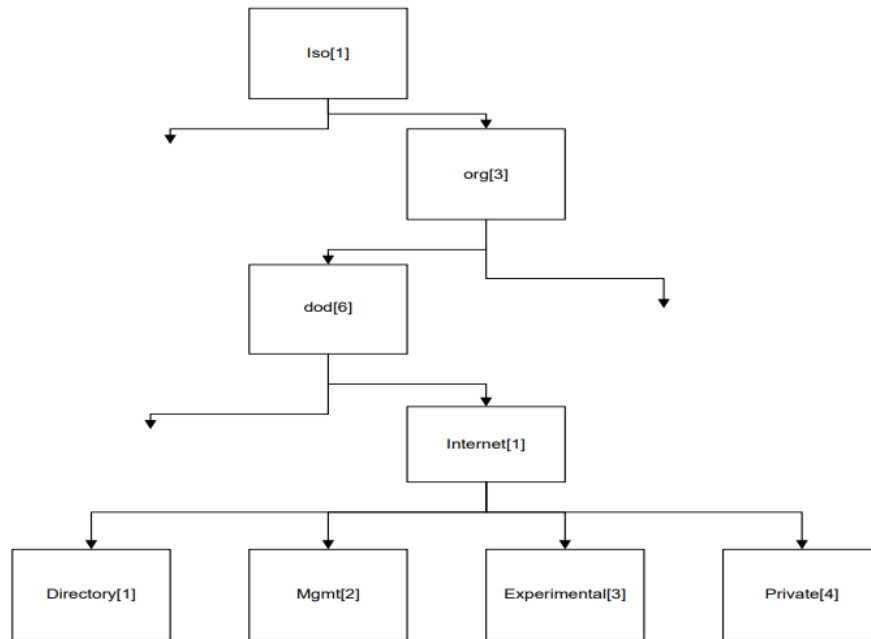 Iso[1]
org[3]
dod[6]
Internet[1]
Directory[1]
Mgmt[2]
Experimental[3]
Private[4]